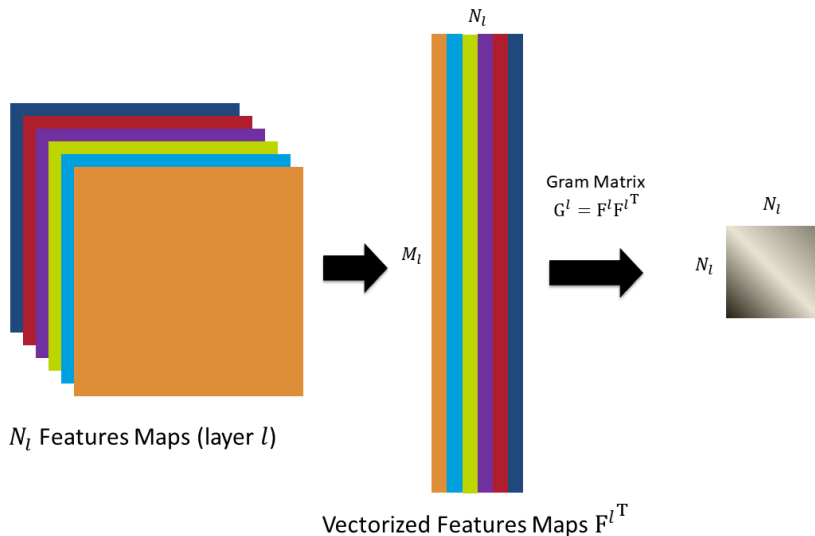 N_l
Gram Matrix
G^l = F^l F^{l^T}
N_l
M_l
N_l
N_l Features Maps (layer l)
Vectorized Features Maps F^{l^T}